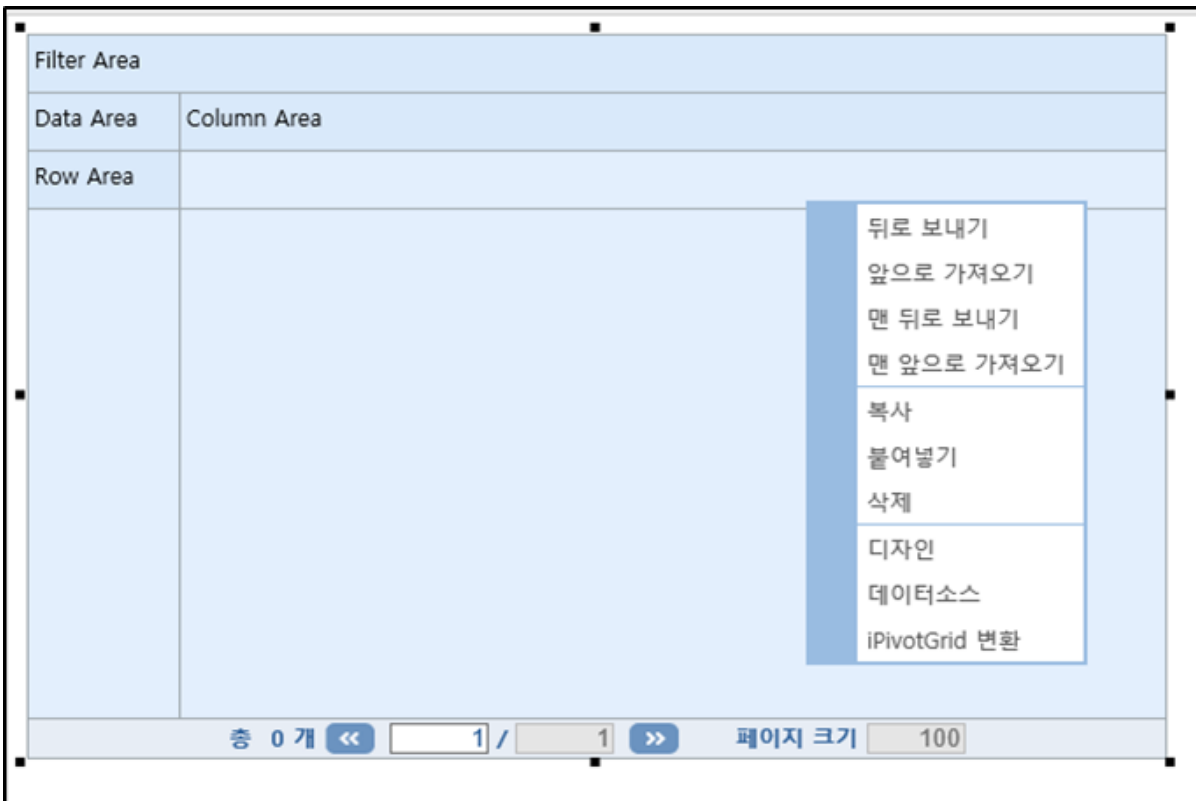 Filter Area
Data Area Column Area
Row Area
뒤로 보내기
앞으로 가져오기
맨 뒤로 보내기
맨 앞으로 가져오기
복사
붙여넣기
삭제
디자인
데이터소스
iPivotGrid 변환
총 0 개 << 1 / 1 >> 페이지 크기 100